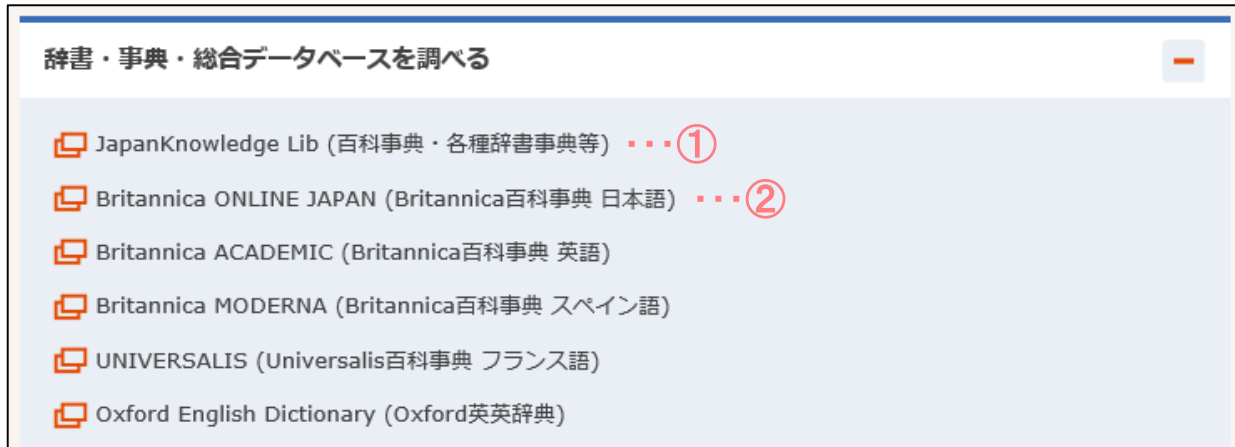 辞書・事典・総合データベースを調べる
JapanKnowledge Lib (百科事典・各種辞書事典等) ・・・①
Britannica ONLINE JAPAN (Britannica百科事典 日本語) ・・・②
Britannica ACADEMIC (Britannica百科事典 英語)
Britannica MODERNA (Britannica百科事典 スペイン語)
UNIVERSALIS (Universalis百科事典 フランス語)
Oxford English Dictionary (Oxford英英辞典)